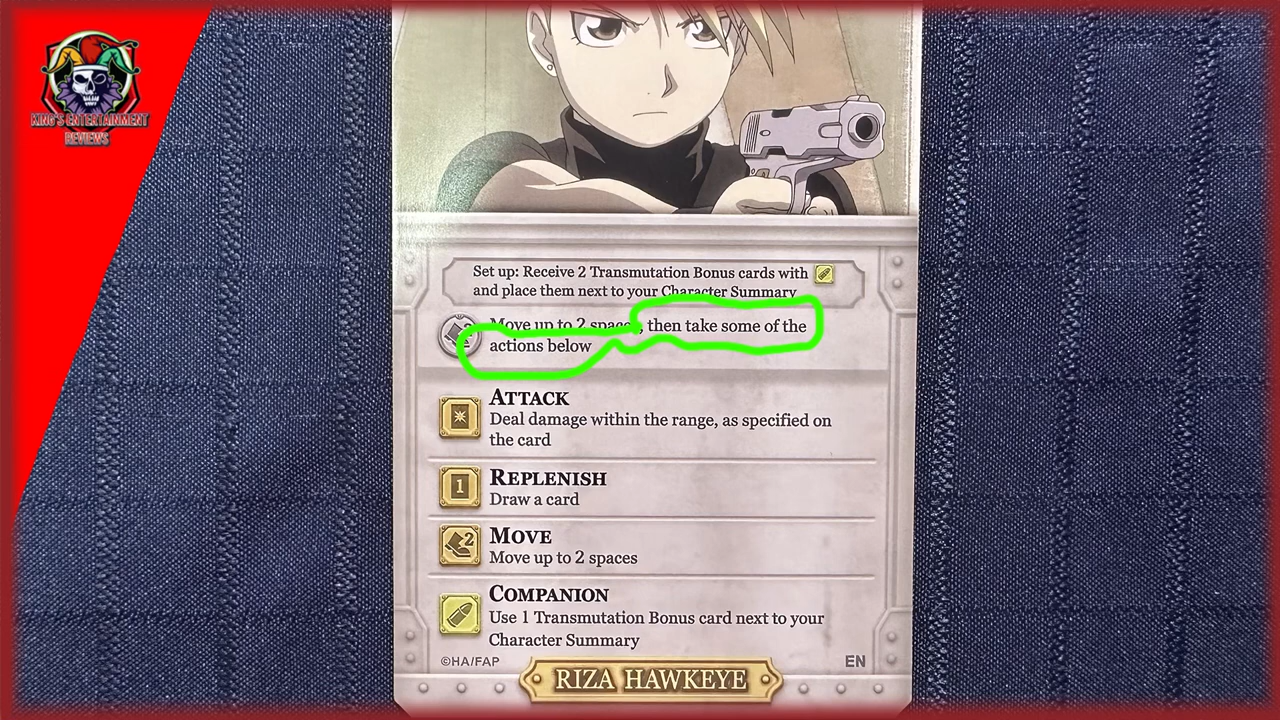 KING'S ENTERTAINMENT
REVIEWS
Set up: Receive 2 Transmutation Bonus cards with
and place them next to your Character Summary
2
Move up to 2 spaces, then take some of the
actions below
ATTACK
Deal damage within the range, as specified on
the card
1
REPLENISH
Draw a card
2
MOVE
Move up to 2 spaces
COMPANION
Use 1 Transmutation Bonus card next to your
Character Summary
©HA/FAP
EN
RIZA HAWKEYE